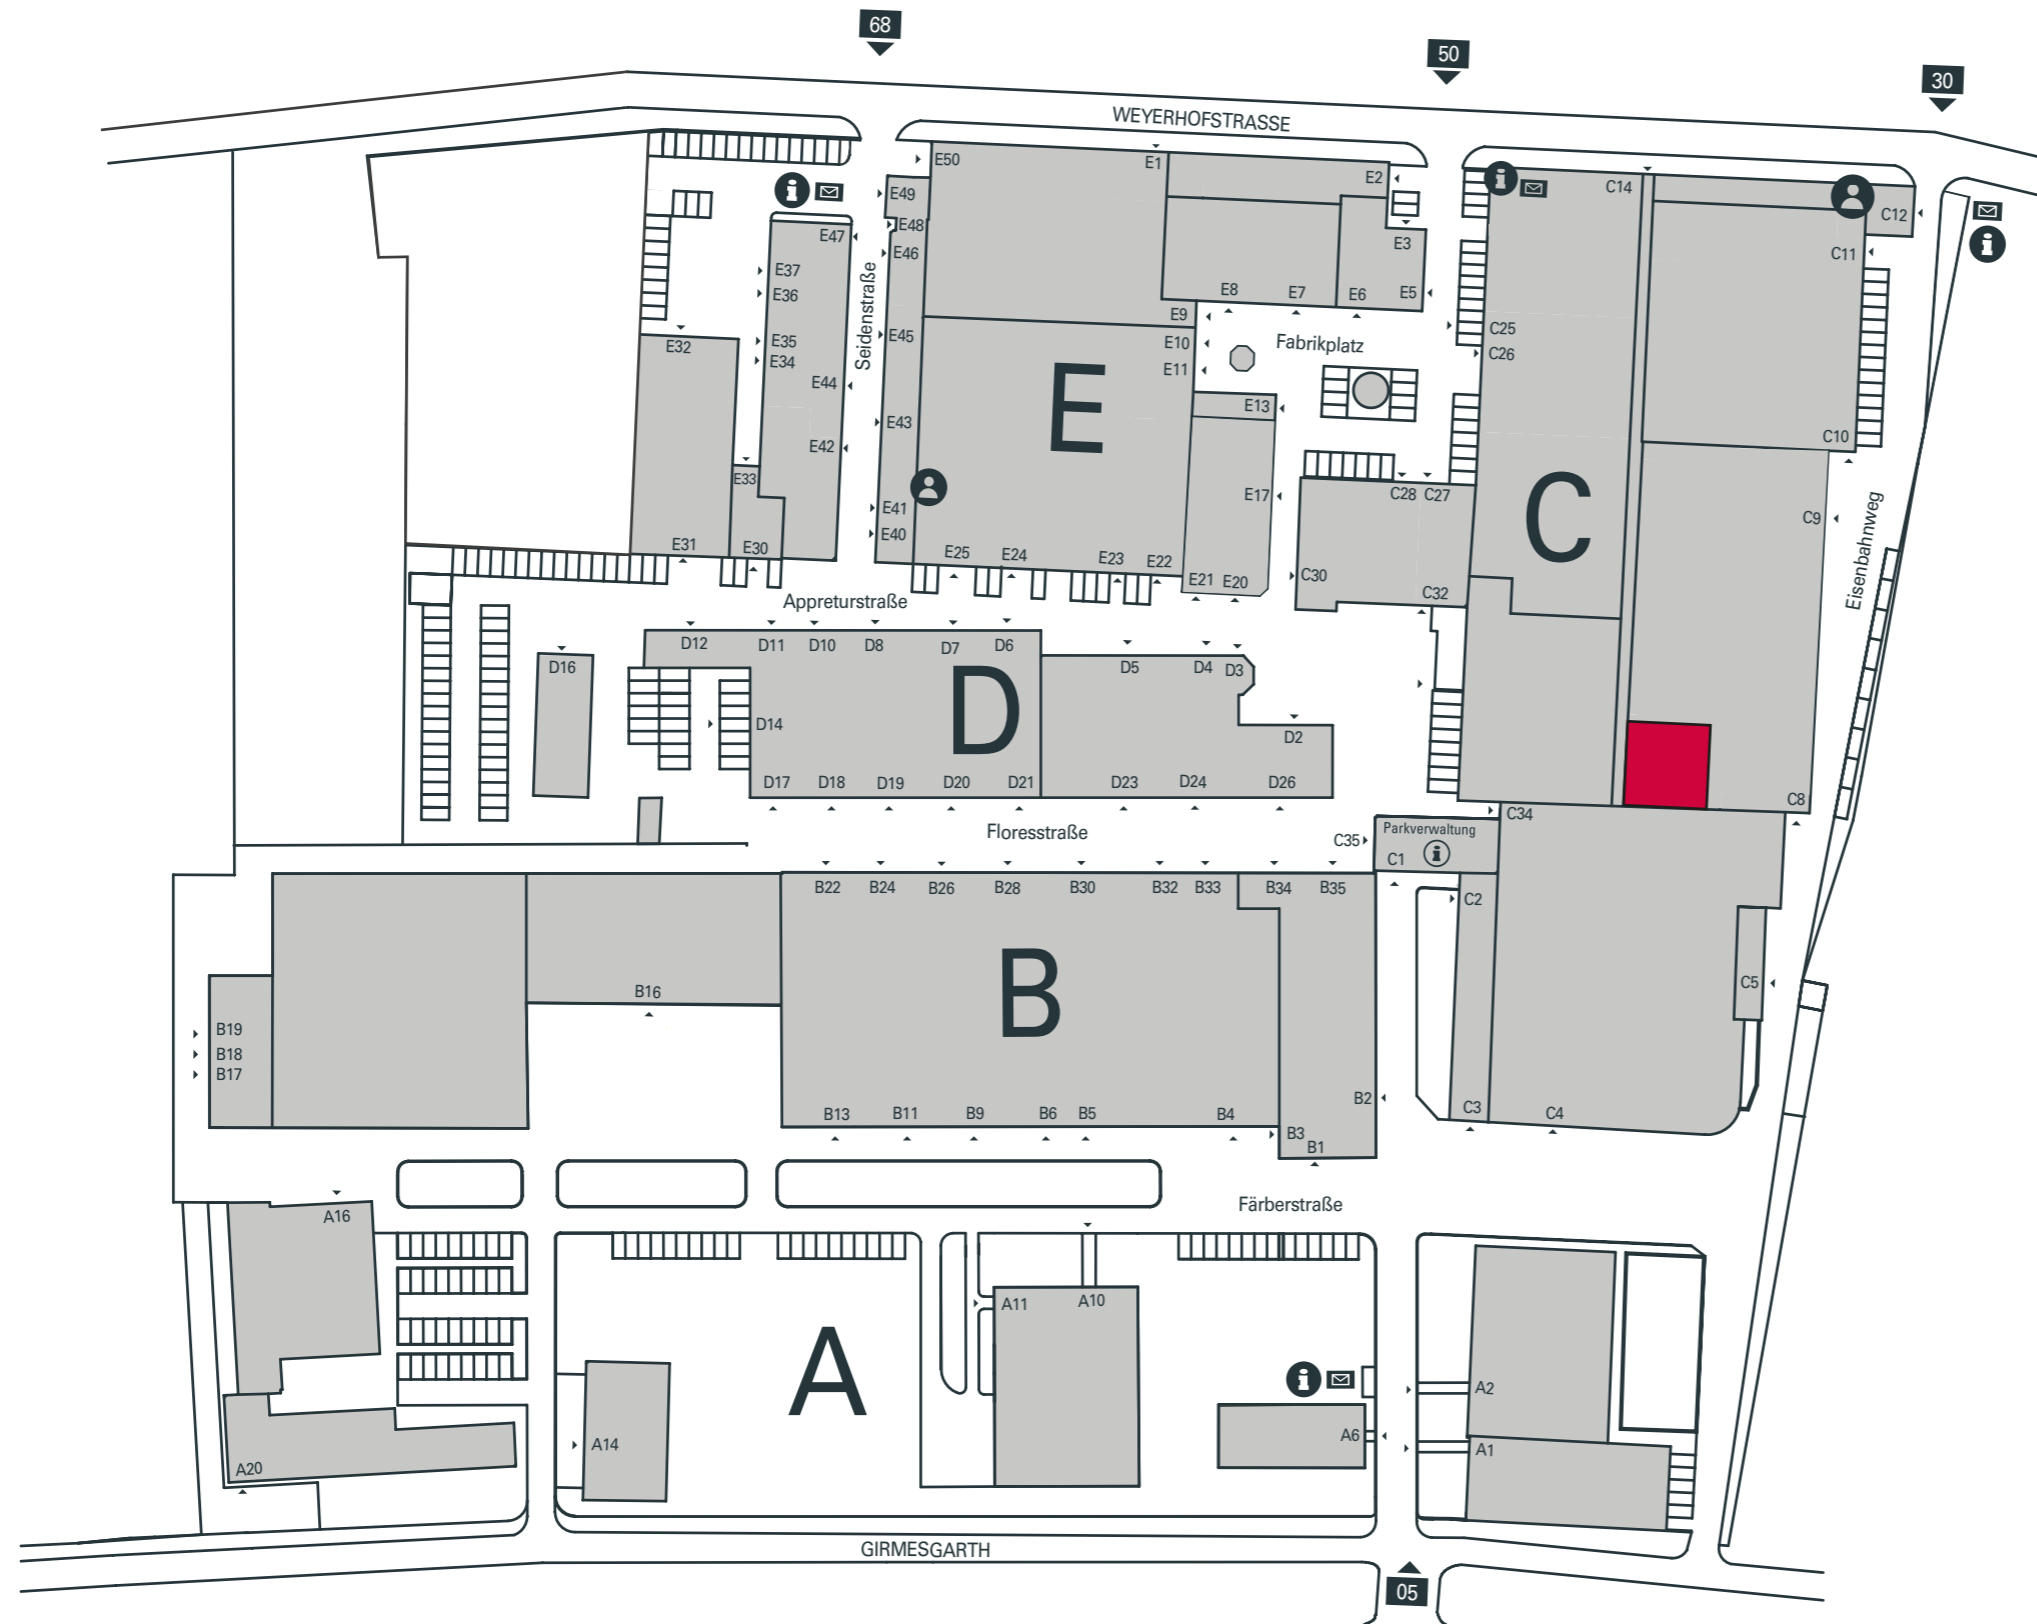 68
50
30
WEYERHOFSTRASSE
E50
E1
E2
E49
E48
E47
E46
E3
C14
C12
C11
E37
E36
E8
E7
E6
E5
Seidenstraße
E45
E9
E10
E11
Fabrikplatz
C25
C26
E32
E35
E34
E44
E43
E42
E
E13
C10
E33
E17
C28
C27
C
C9
Eisenbahnweg
E41
E40
E31
E30
E25
E24
E23
E22
E21
E20
C30
C32
Appreturstraße
D12
D11
D10
D8
D7
D6
D5
D4
D3
D16
D14
D
D2
D17
D18
D19
D20
D21
D23
D24
D26
C8
C34
Floresstraße
C35
Parkverwaltung
C1
C2
B22
B24
B26
B28
B30
B32
B33
B34
B35
B16
B
C5
B19
B18
B17
B13
B11
B9
B6
B5
B4
B2
B3
B1
C3
C4
Färberstraße
A16
A11
A10
A
A2
A14
A6
A1
A20
GIRMESGARTH
05